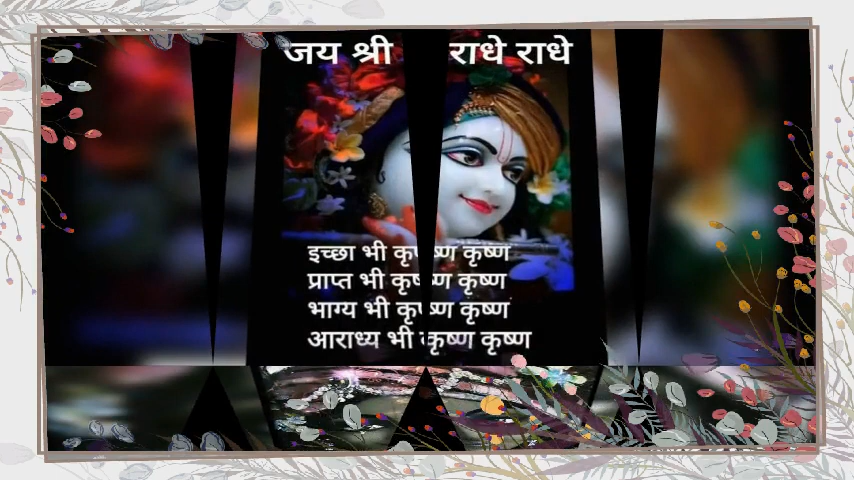 जय श्री राधे राधे
इच्छा भी कृष्ण कृष्ण
प्राप्त भी कृष्ण कृष्ण
भाग्य भी कृष्ण कृष्ण
आराध्य भी कृष्ण कृष्ण